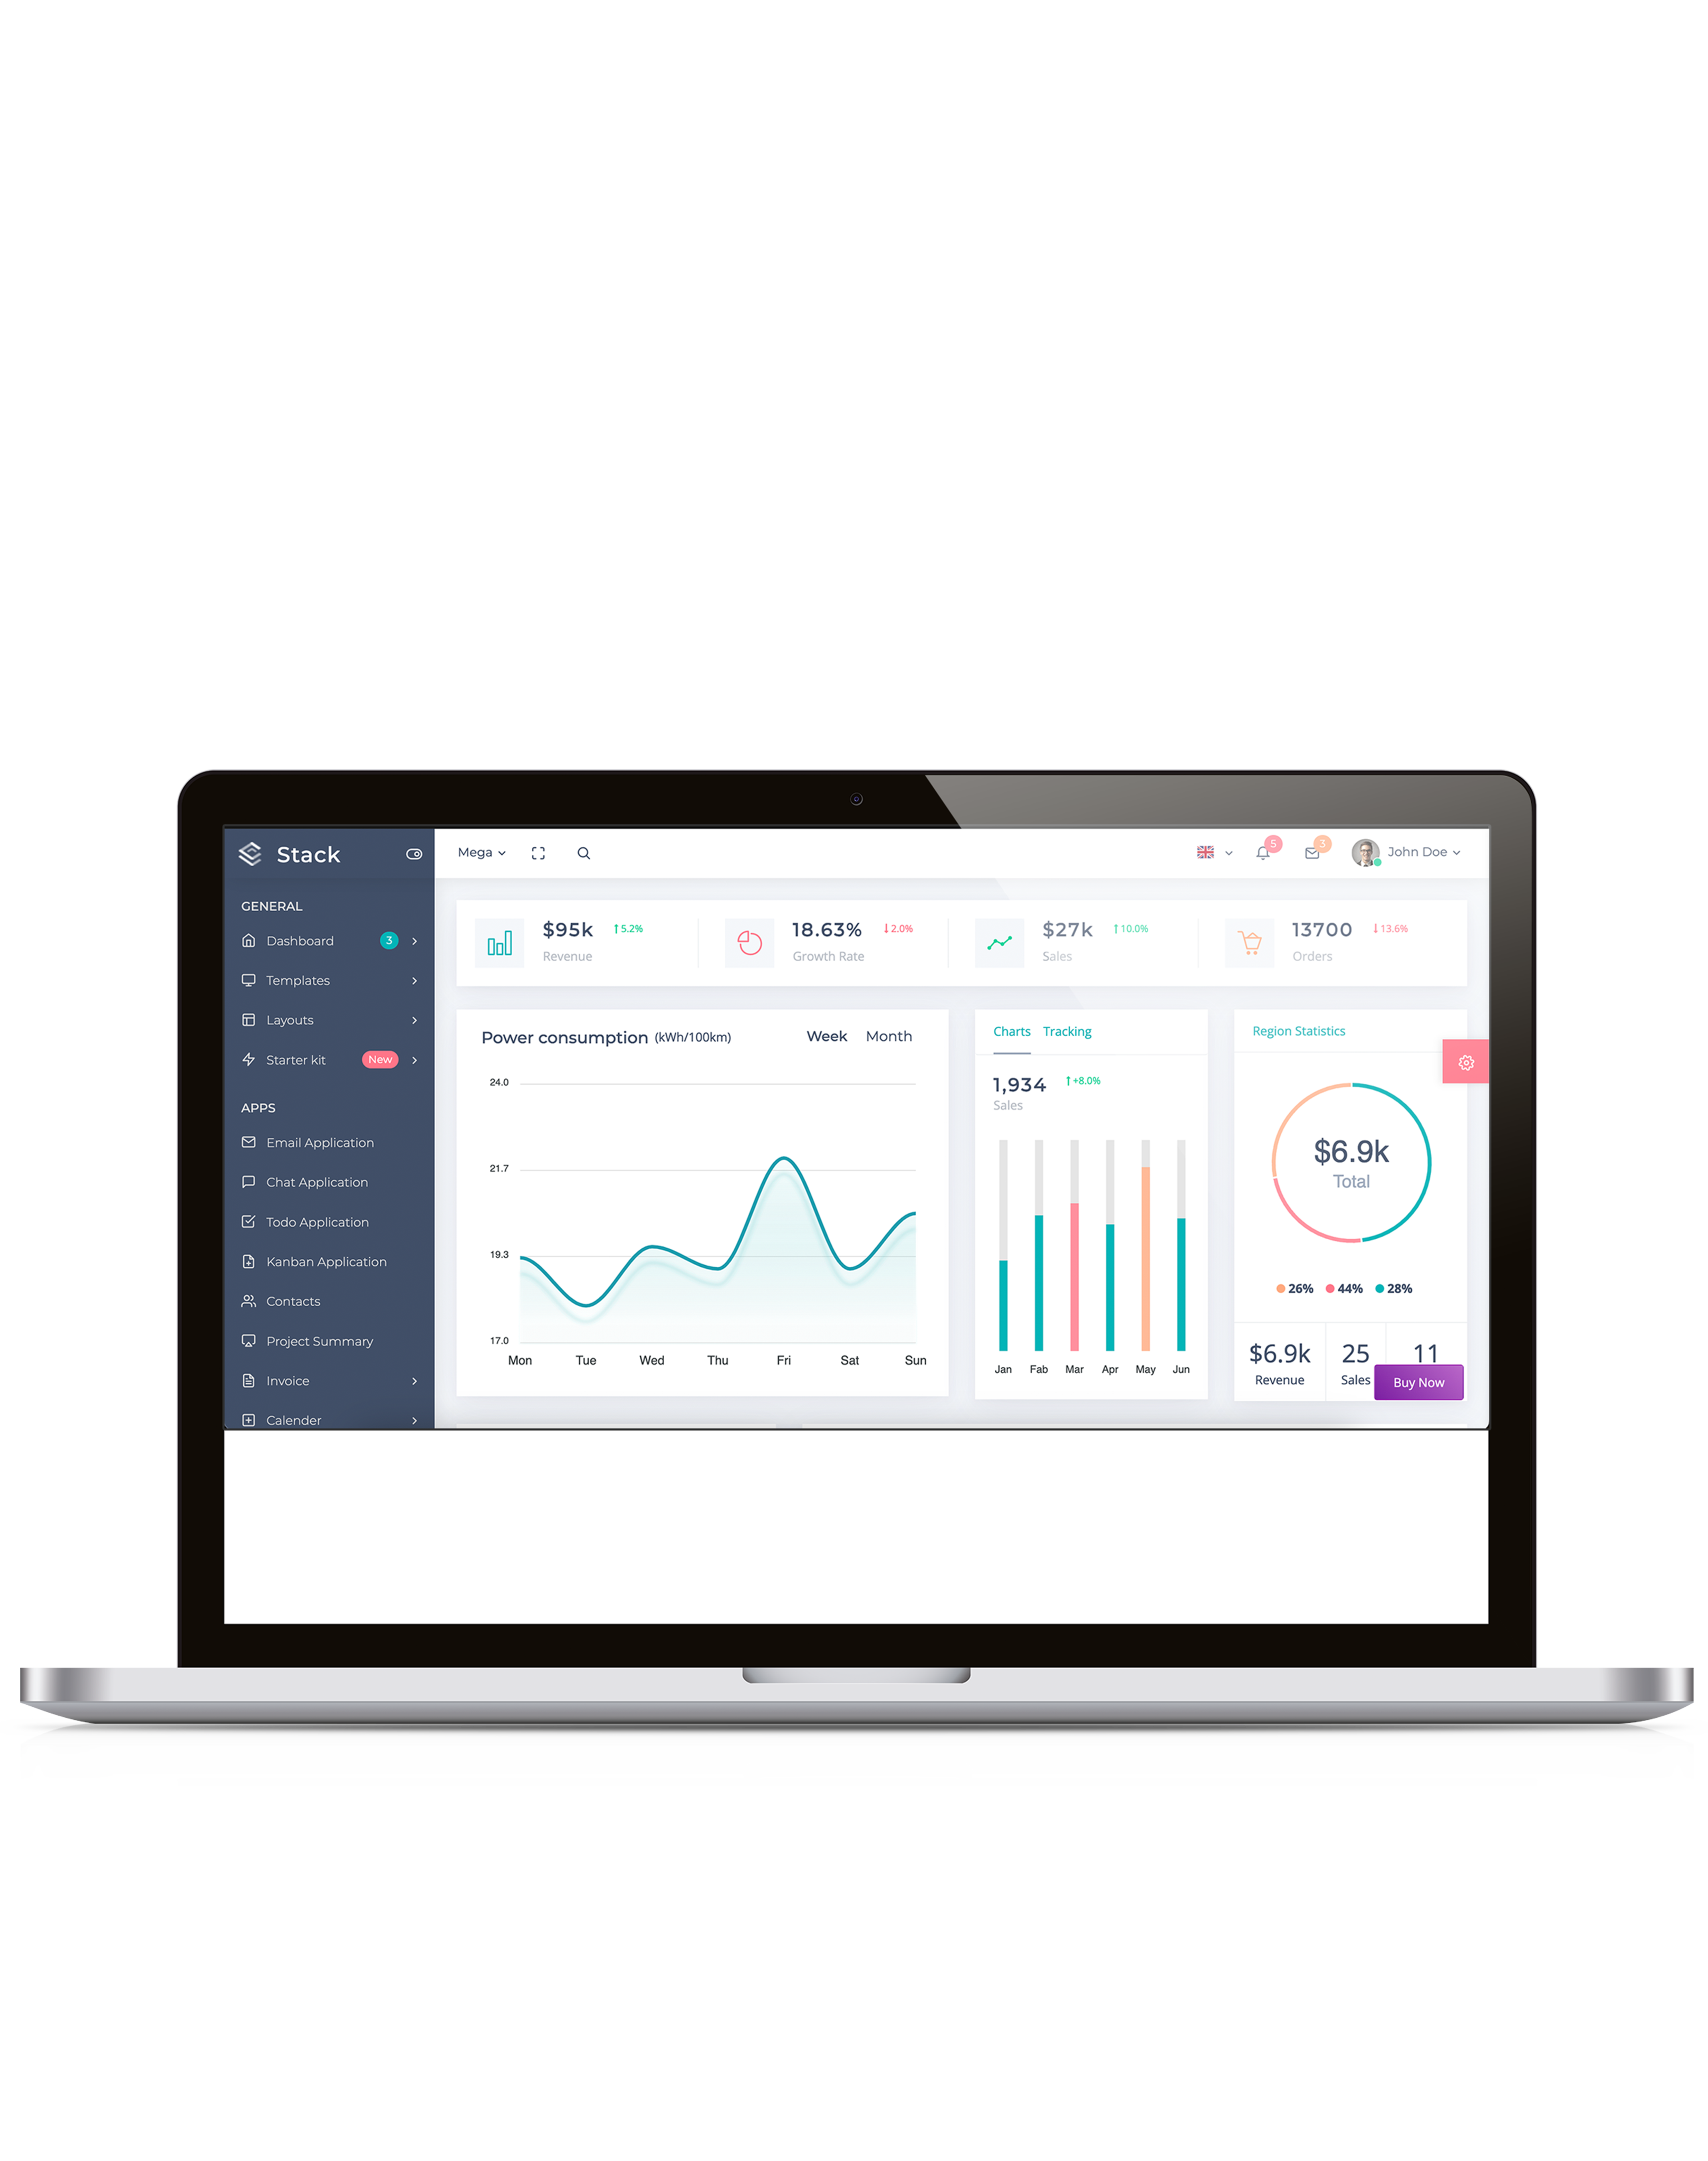 Stack
Mega
5
3
John Doe
GENERAL
Dashboard 3
Templates
Layouts
Starter kit New
APPS
Email Application
Chat Application
Todo Application
Kanban Application
Contacts
Project Summary
Invoice
Calender
$95k 5.2%
Revenue
18.63% 2.0%
Growth Rate
$27k 10.0%
Sales
13700 13.6%
Orders
Power consumption (kWh/100km) Week Month
24.0
21.7
19.3
17.0
Mon Tue Wed Thu Fri Sat Sun
Charts Tracking
1,934 +8.0%
Sales
Jan Fab Mar Apr May Jun
Region Statistics
$6.9k
Total
26% 44% 28%
$6.9k 25 11
Revenue Sales
Buy Now